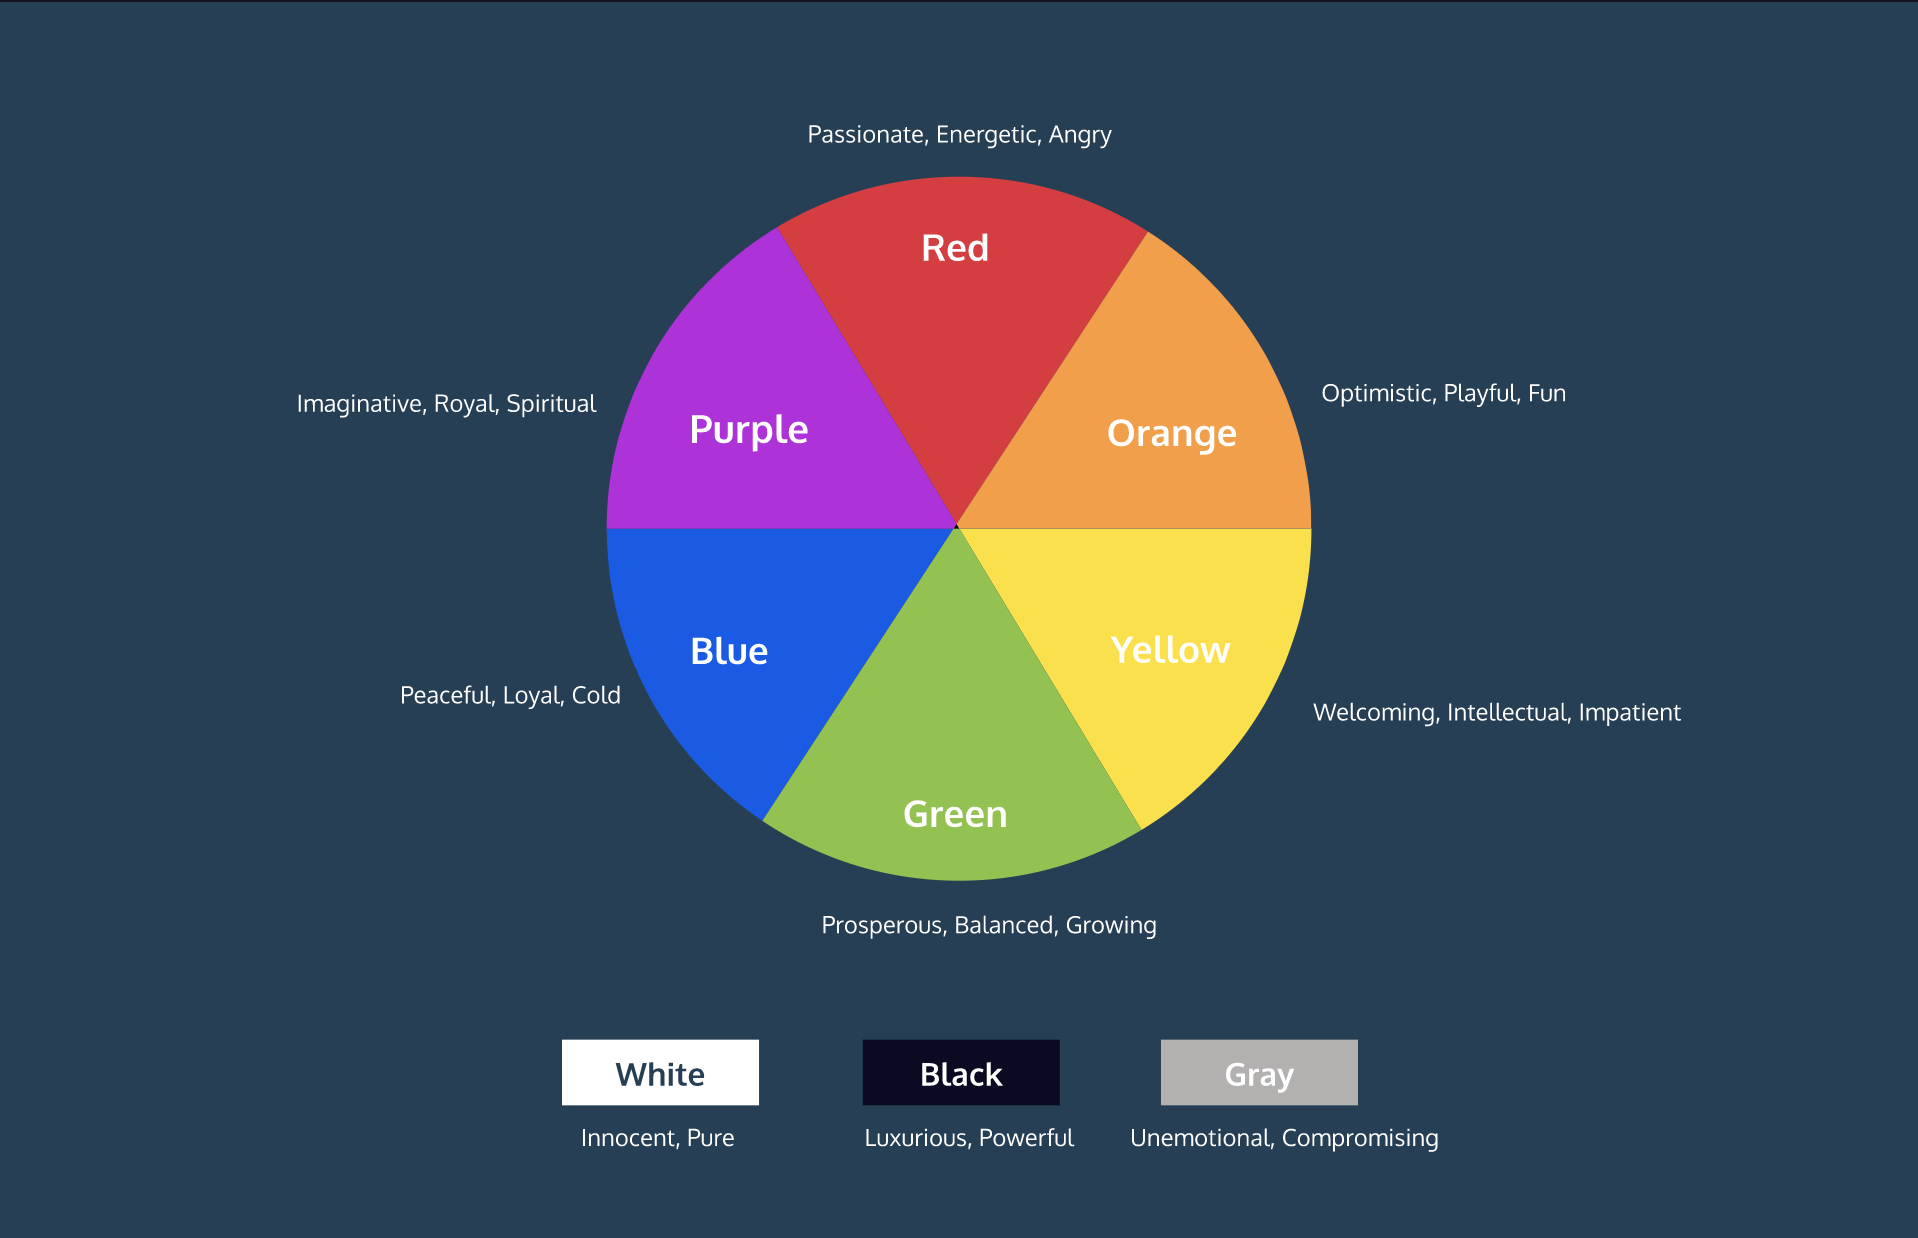 Passionate, Energetic, Angry
Red
Optimistic, Playful, Fun
Imaginative, Royal, Spiritual
Purple
Orange
Blue
Yellow
Peaceful, Loyal, Cold
Welcoming, Intellectual, Impatient
Green
Prosperous, Balanced, Growing
White
Black
Gray
Innocent, Pure
Luxurious, Powerful
Unemotional, Compromising